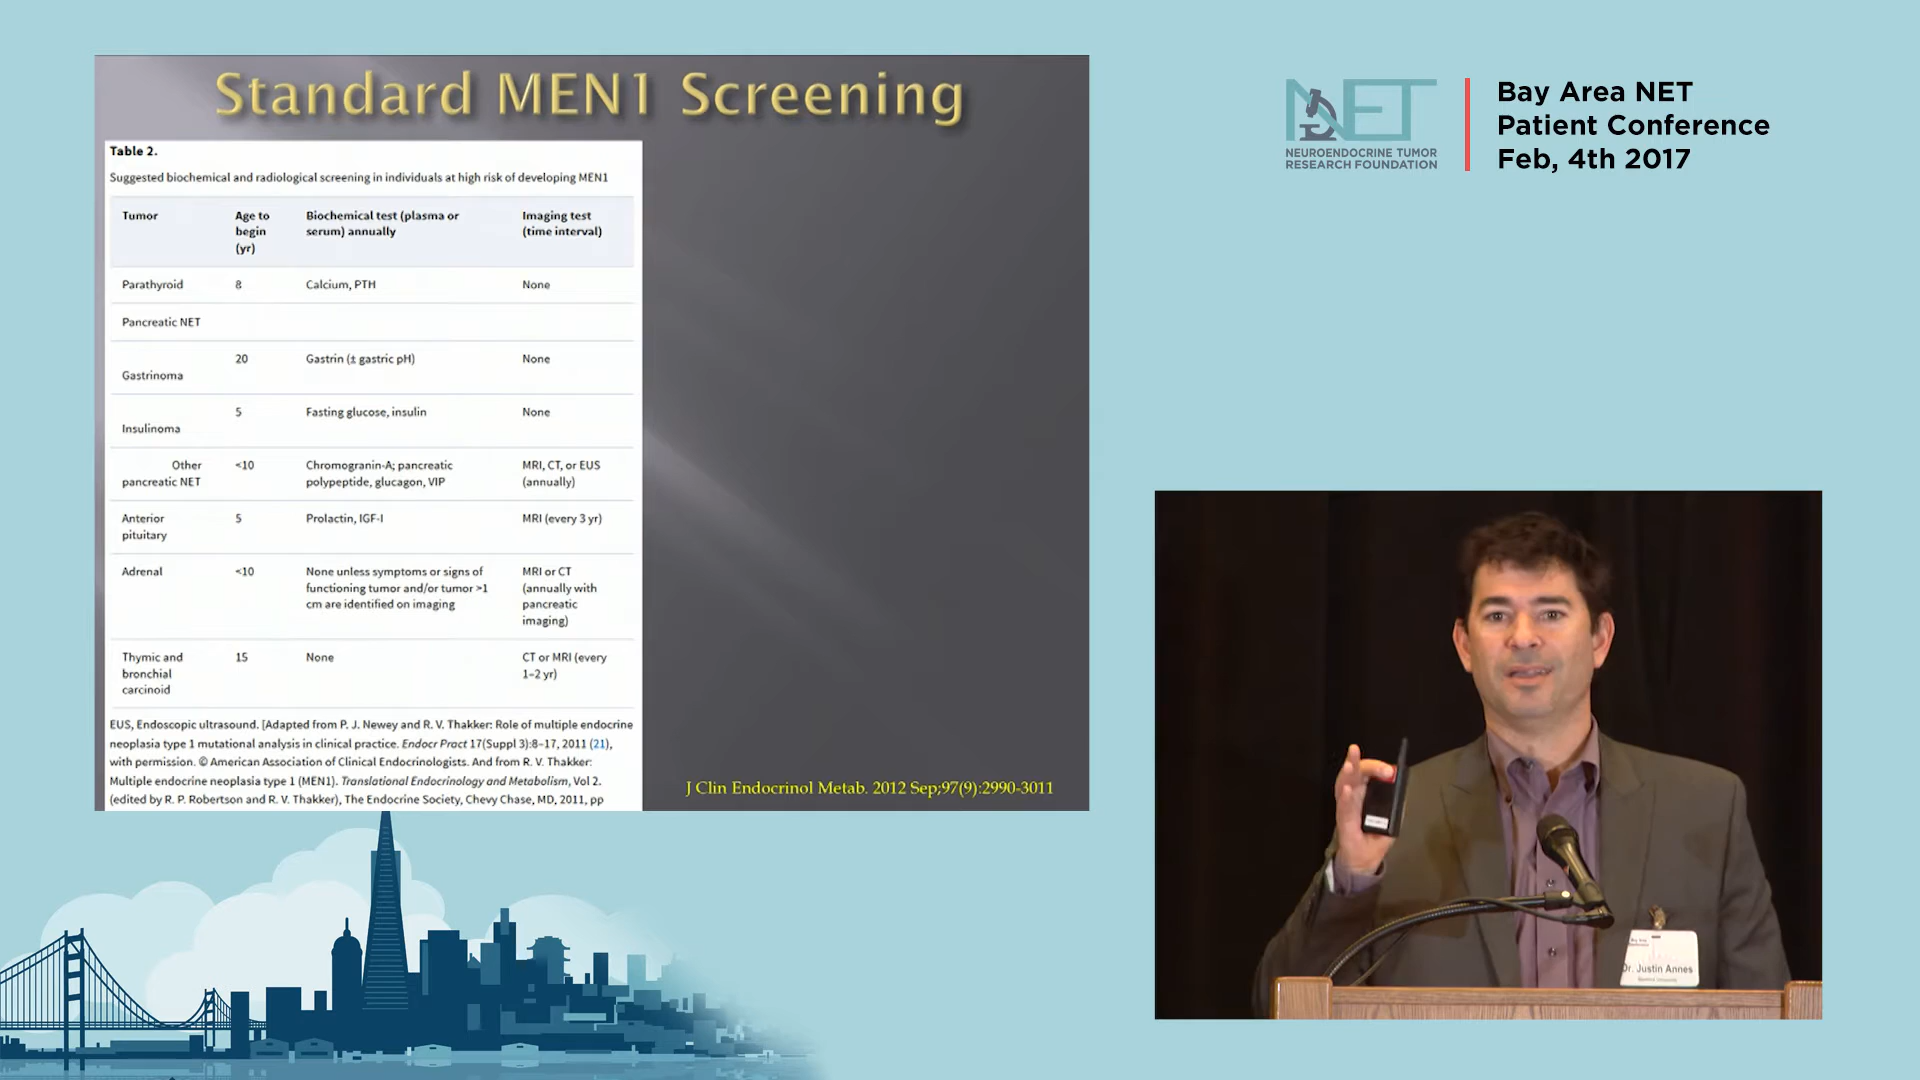 Standard MEN1 Screening
Table 2.
Suggested biochemical and radiological screening in individuals at high risk of developing MEN1
Tumor
Age to
begin
(yr)
Biochemical test (plasma or
serum) annually
Imaging test
(time interval)
Parathyroid
8
Calcium, PTH
None
Pancreatic NET
Gastrinoma
20
Gastrin (± gastric pH)
None
Insulinoma
5
Fasting glucose, insulin
None
Other
pancreatic NET
<10
Chromogranin-A; pancreatic
polypeptide, glucagon, VIP
MRI, CT, or EUS
(annually)
Anterior
pituitary
5
Prolactin, IGF-I
MRI (every 3 yr)
Adrenal
<10
None unless symptoms or signs of
functioning tumor and/or tumor >1
cm are identified on imaging
MRI or CT
(annually with
pancreatic
imaging)
Thymic and
bronchial
carcinoid
15
None
CT or MRI (every
1–2 yr)
EUS, Endoscopic ultrasound. [Adapted from P. J. Newey and R. V. Thakker: Role of multiple endocrine
neoplasia type 1 mutational analysis in clinical practice. Endocr Pract 17(Suppl 3):8–17, 2011 (21),
with permission. © American Association of Clinical Endocrinologists. And from R. V. Thakker:
Multiple endocrine neoplasia type 1 (MEN1). Translational Endocrinology and Metabolism, Vol 2.
(edited by R. P. Robertson and R. V. Thakker), The Endocrine Society, Chevy Chase, MD, 2011, pp
J Clin Endocrinol Metab. 2012 Sep;97(9):2990-3011
NET
NEUROENDOCRINE TUMOR
RESEARCH FOUNDATION
Bay Area NET
Patient Conference
Feb, 4th 2017
Dr. Justin Annes